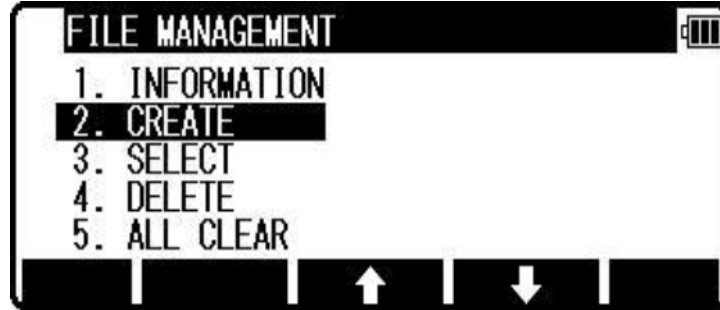 FILE MANAGEMENT
1. INFORMATION
2. CREATE
3. SELECT
4. DELETE
5. ALL CLEAR